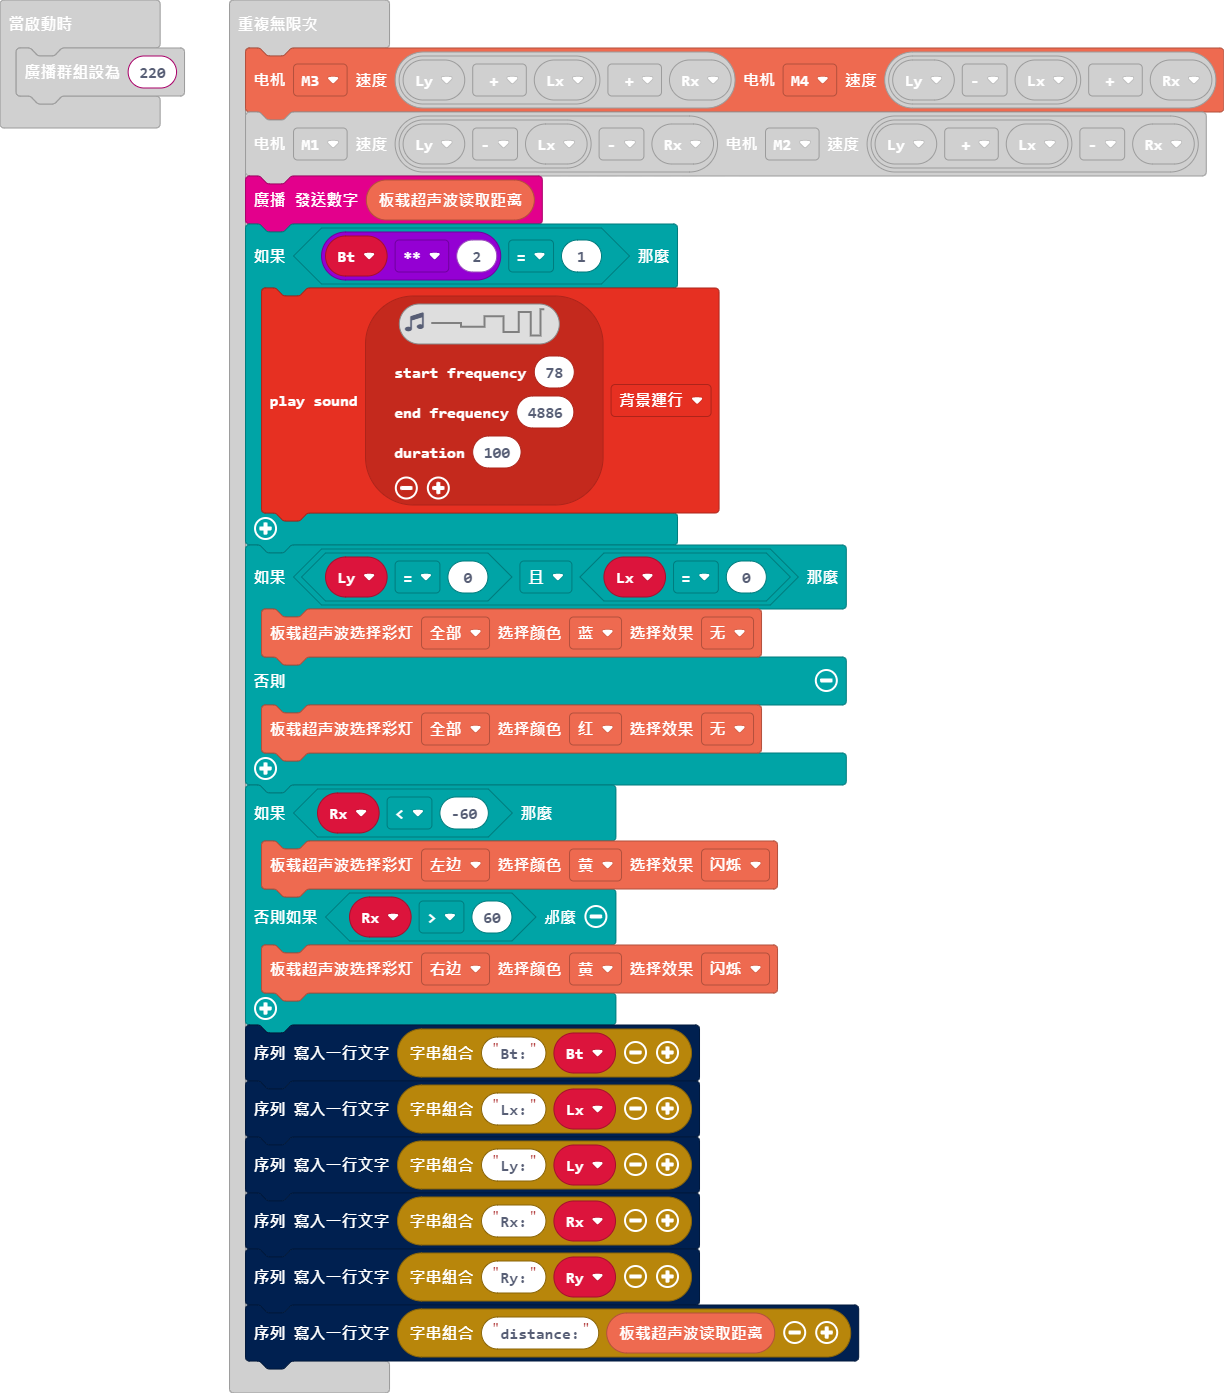 當啟動時
廣播群組設為 220
重複無限次
电机 M3 速度 Ly + Lx + Rx 电机 M4 速度 Ly - Lx + Rx
电机 M1 速度 Ly - Lx - Rx 电机 M2 速度 Ly + Lx - Rx
廣播 發送數字 板载超声波读取距离
如果 Bt ** 2 = 1 那麼
start frequency 78
play sound 背景運行
end frequency 4886
duration 100
如果 Ly = 0 且 Lx = 0 那麼
板载超声波选择彩灯 全部 选择颜色 蓝 选择效果 无
否則
板载超声波选择彩灯 全部 选择颜色 红 选择效果 无
如果 Rx < -60 那麼
板载超声波选择彩灯 左边 选择颜色 黄 选择效果 闪烁
否則如果 Rx > 60 那麼
板载超声波选择彩灯 右边 选择颜色 黄 选择效果 闪烁
序列 寫入一行文字 字串組合 "Bt:" Bt
序列 寫入一行文字 字串組合 "Lx:" Lx
序列 寫入一行文字 字串組合 "Ly:" Ly
序列 寫入一行文字 字串組合 "Rx:" Rx
序列 寫入一行文字 字串組合 "Ry:" Ry
序列 寫入一行文字 字串組合 "distance:" 板载超声波读取距离